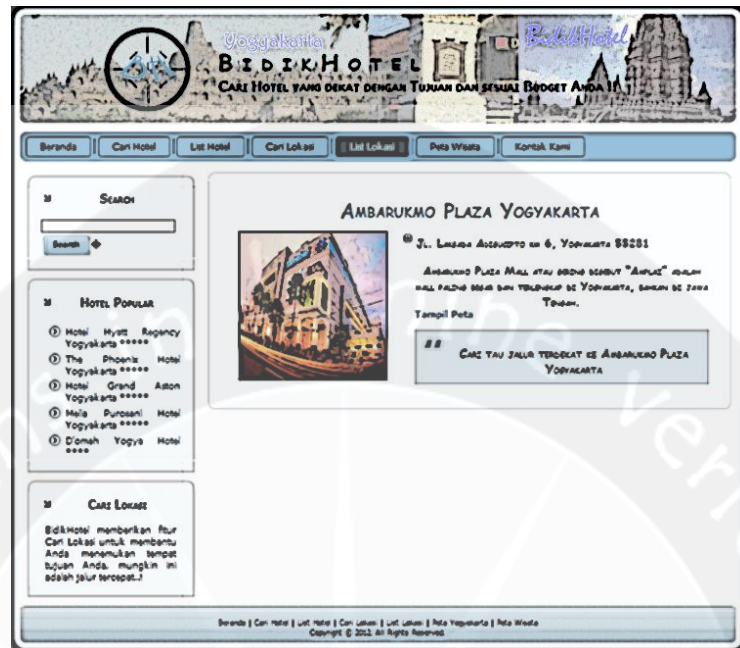 Yogyakarta
BidikHotel
BH
BIDIKHOTEL
CARI HOTEL YANG DEKAT DENGAN TUJUAN DAN SESUAI BUDGET ANDA !!
Beranda | Cari Hotel | List Hotel | Cari Lokasi | List Lokasi | Peta Wisata | Kontak Kami
SEARCH
Search
HOTEL POPULAR
Hotel Hyatt Regency
Yogyakarta *****
The Phoenix Hotel
Yogyakarta *****
Hotel Grand Aston
Yogyakarta *****
Melia Purosani Hotel
Yogyakarta *****
D'omah Yogya Hotel
****
CARI LOKASI
BidikHotel memberikan fitur
Cari Lokasi untuk membantu
Anda menemukan tempat
tujuan Anda, mungkin ini
adalah jalur tercepat..!
AMBARUKMO PLAZA YOGYAKARTA
JL. LAKSADA ADISUCIPTO KM 6, YOGYAKARTA 55281
AMBARUKMO PLAZA MALL ATAU SERING DISEBUT "AMPLAZ" ADALAH
MALL PALING BESAR DAN TERLENGKAP DI YOGYAKARTA, BAHKAN DI JAWA
TENGAH.
Tampil Peta
CARI TAU JALUR TERDEKAT KE AMBARUKMO PLAZA
YOGYAKARTA
Beranda | Cari Hotel | List Hotel | Cari Lokasi | List Lokasi | Peta Yogyakarta | Peta Wisata
Copyright © 2012. All Rights Reserved.